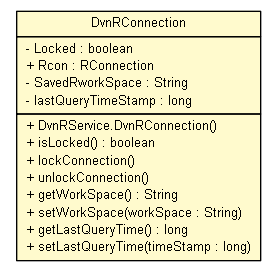 DvnRConnection
- Locked : boolean
+ Rcon : RConnection
- SavedRworkSpace : String
- lastQueryTimeStamp : long
+ DvnRService.DvnRConnection()
+ isLocked() : boolean
+ lockConnection()
+ unlockConnection()
+ getWorkSpace() : String
+ setWorkSpace(workSpace : String)
+ getLastQueryTime() : long
+ setLastQueryTime(timeStamp : long)